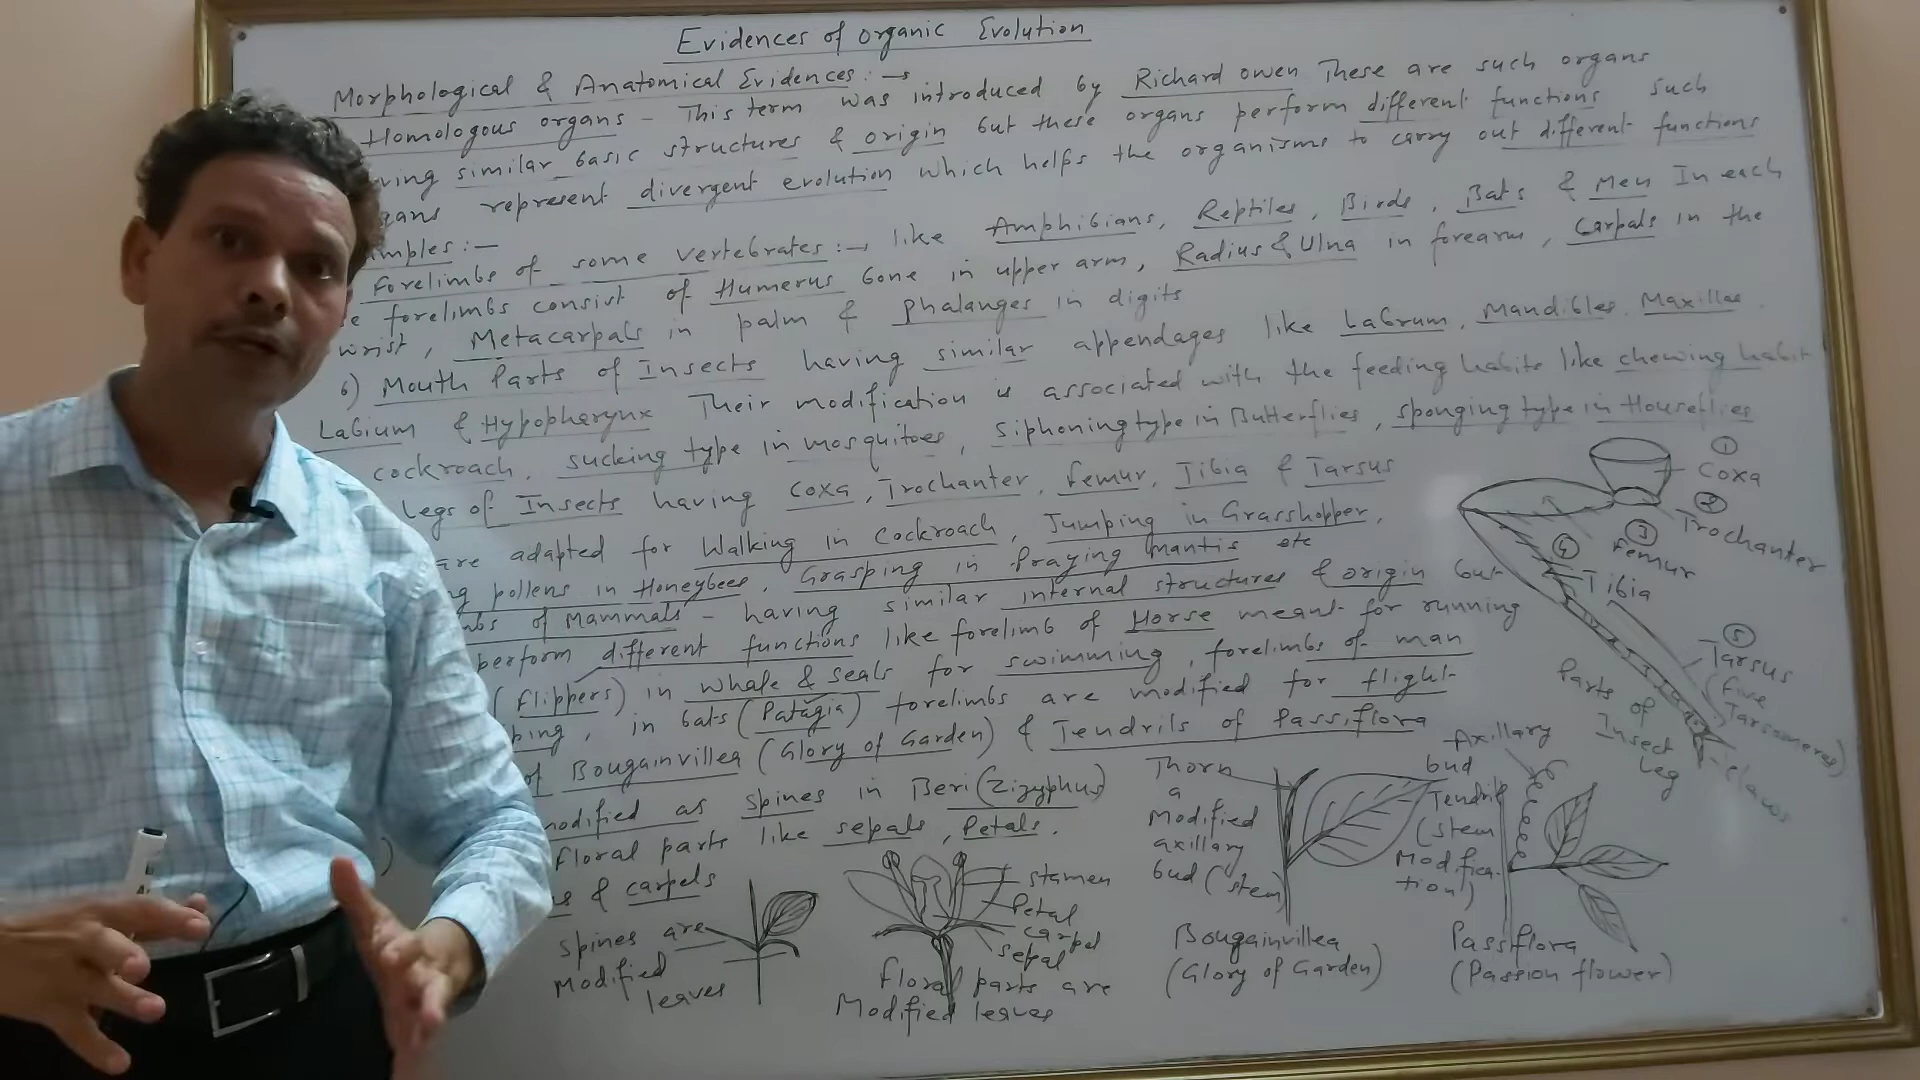 Evidences of organic Evolution
Morphological & Anatomical Evidences:→
Homologous organs - This term was introduced by Richard owen These are such organs
ving similar basic structures & origin but these organs perform different functions such
gans represent divergent evolution which helps the organisms to carry out different functions
mples:-
Forelimbs of some vertebrates:→ like Amphibians, Reptiles, Birds, Bats & Men In each
e forelimbs consist of Humerus bone in upper arm, Radius & Ulna in forearm, Carpals in the
wrist, Metacarpals in palm & Phalanges in digits
6) Mouth Parts of Insects having similar appendages like Labrum, Mandibles, Maxillae
Labium & Hypopharynx Their modification is associated with the feeding habits like chewing habit
cockroach, sucking type in mosquitoes, Siphoning type in Butterflies, sponging type in Houseflies
Legs of Insects having Coxa, Trochanter, Femur, Tibia & Tarsus
are adapted for Walking in Cockroach, Jumping in Grasshopper,
g pollens in Honeybees, Grasping in Praying mantis etc
mbs of Mammals - having similar internal structures & origin but
perform different functions like forelimb of Horse meant for running
(flippers) in whale & seals for swimming, forelimbs of man
ping, in bats (Patagia) forelimbs are modified for flight
of Bougainvillea (Glory of Garden) & Tendrils of Passiflora
modified as spines in Beri (Zizyphus)
floral parts like sepals, Petals.
s & carpels
)
① Coxa
② Trochanter
③ Femur
④ Tibia
⑤ Tarsus
(five
Tarsomeres)
claws
Parts of
Insect
Leg
spines are
Modified
leaves
stamen
Petal
carpel
sepal
floral parts are
Modified leaves
Thorn
a
Modified
axillary
bud (stem)
Bougainvillea
(Glory of Garden)
Axillary
bud
Tendril
(stem
Modifica-
tion)
Passiflora
(Passion flower)